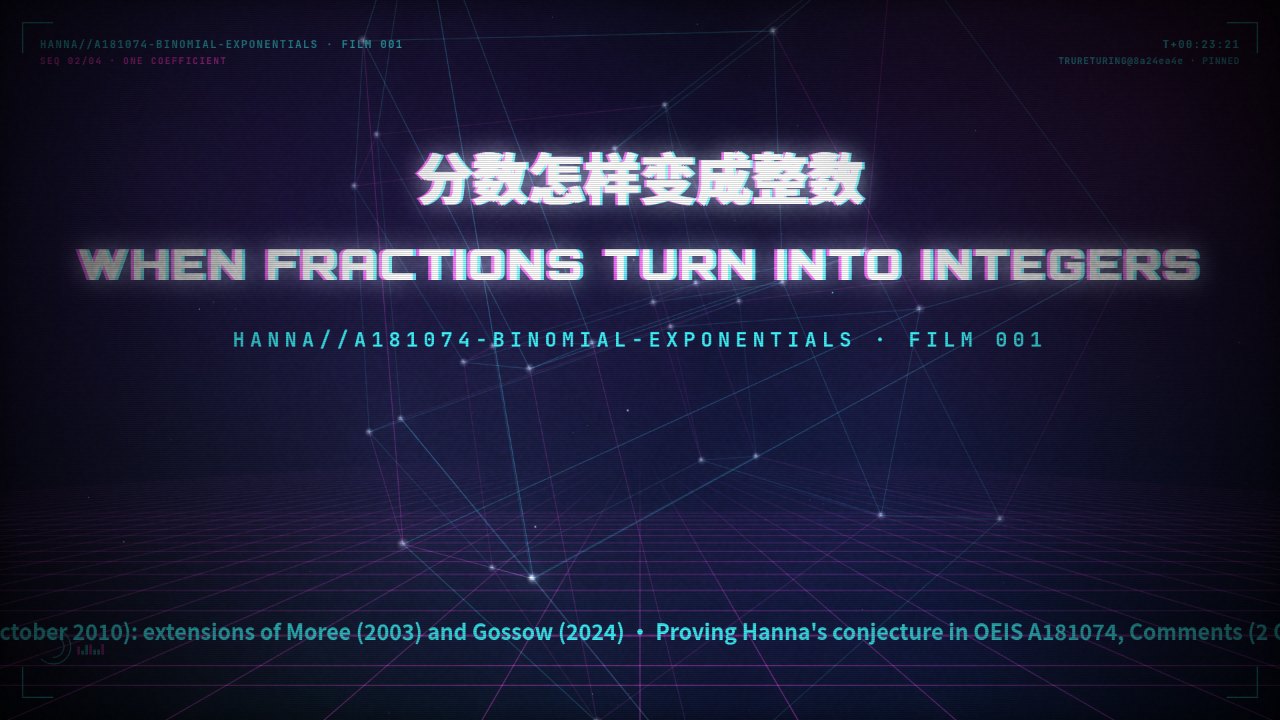 HANNA//A181074-BINOMIAL-EXPONENTIALS · FILM 001
SEQ 02/04 · ONE COEFFICIENT
T+00:23:21
TRURETURING@8a24ea4e · PINNED
分数怎样变成整数
WHEN FRACTIONS TURN INTO INTEGERS
HANNA//A181074-BINOMIAL-EXPONENTIALS · FILM 001
ctober 2010): extensions of Moree (2003) and Gossow (2024) • Proving Hanna's conjecture in OEIS A181074, Comments (2 O